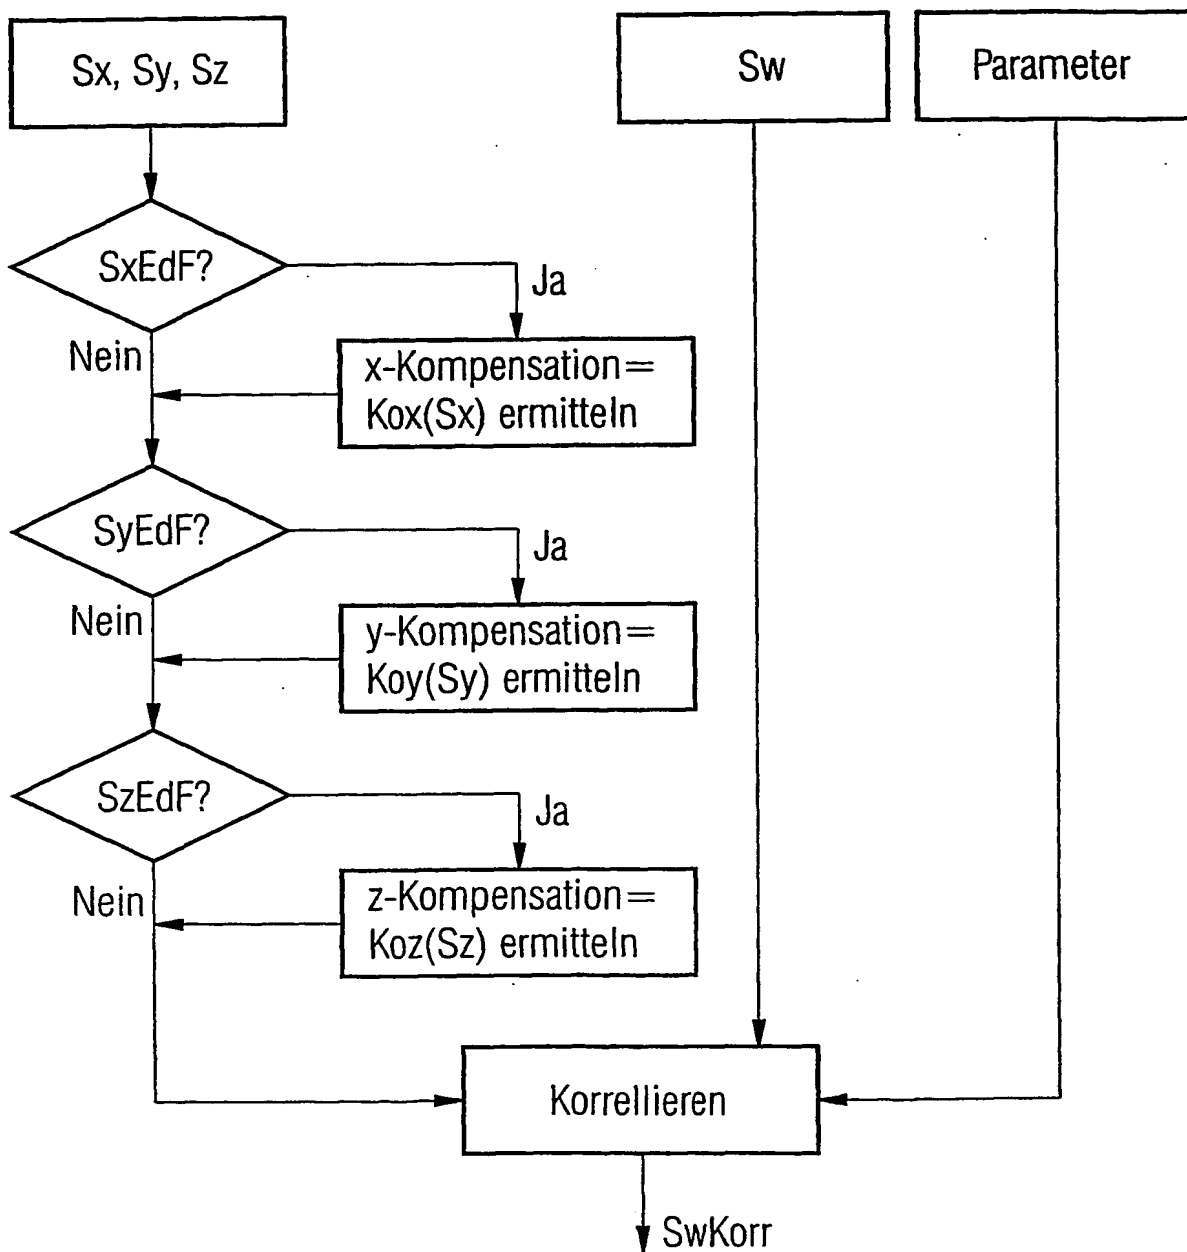 Sx, Sy, Sz
Sw
Parameter
SxEdF?
Ja
Nein
x-Kompensation=
Kox(Sx) ermitteln
SyEdF?
Ja
Nein
y-Kompensation=
Koy(Sy) ermitteln
SzEdF?
Ja
Nein
z-Kompensation=
Koz(Sz) ermitteln
Korrellieren
SwKorr